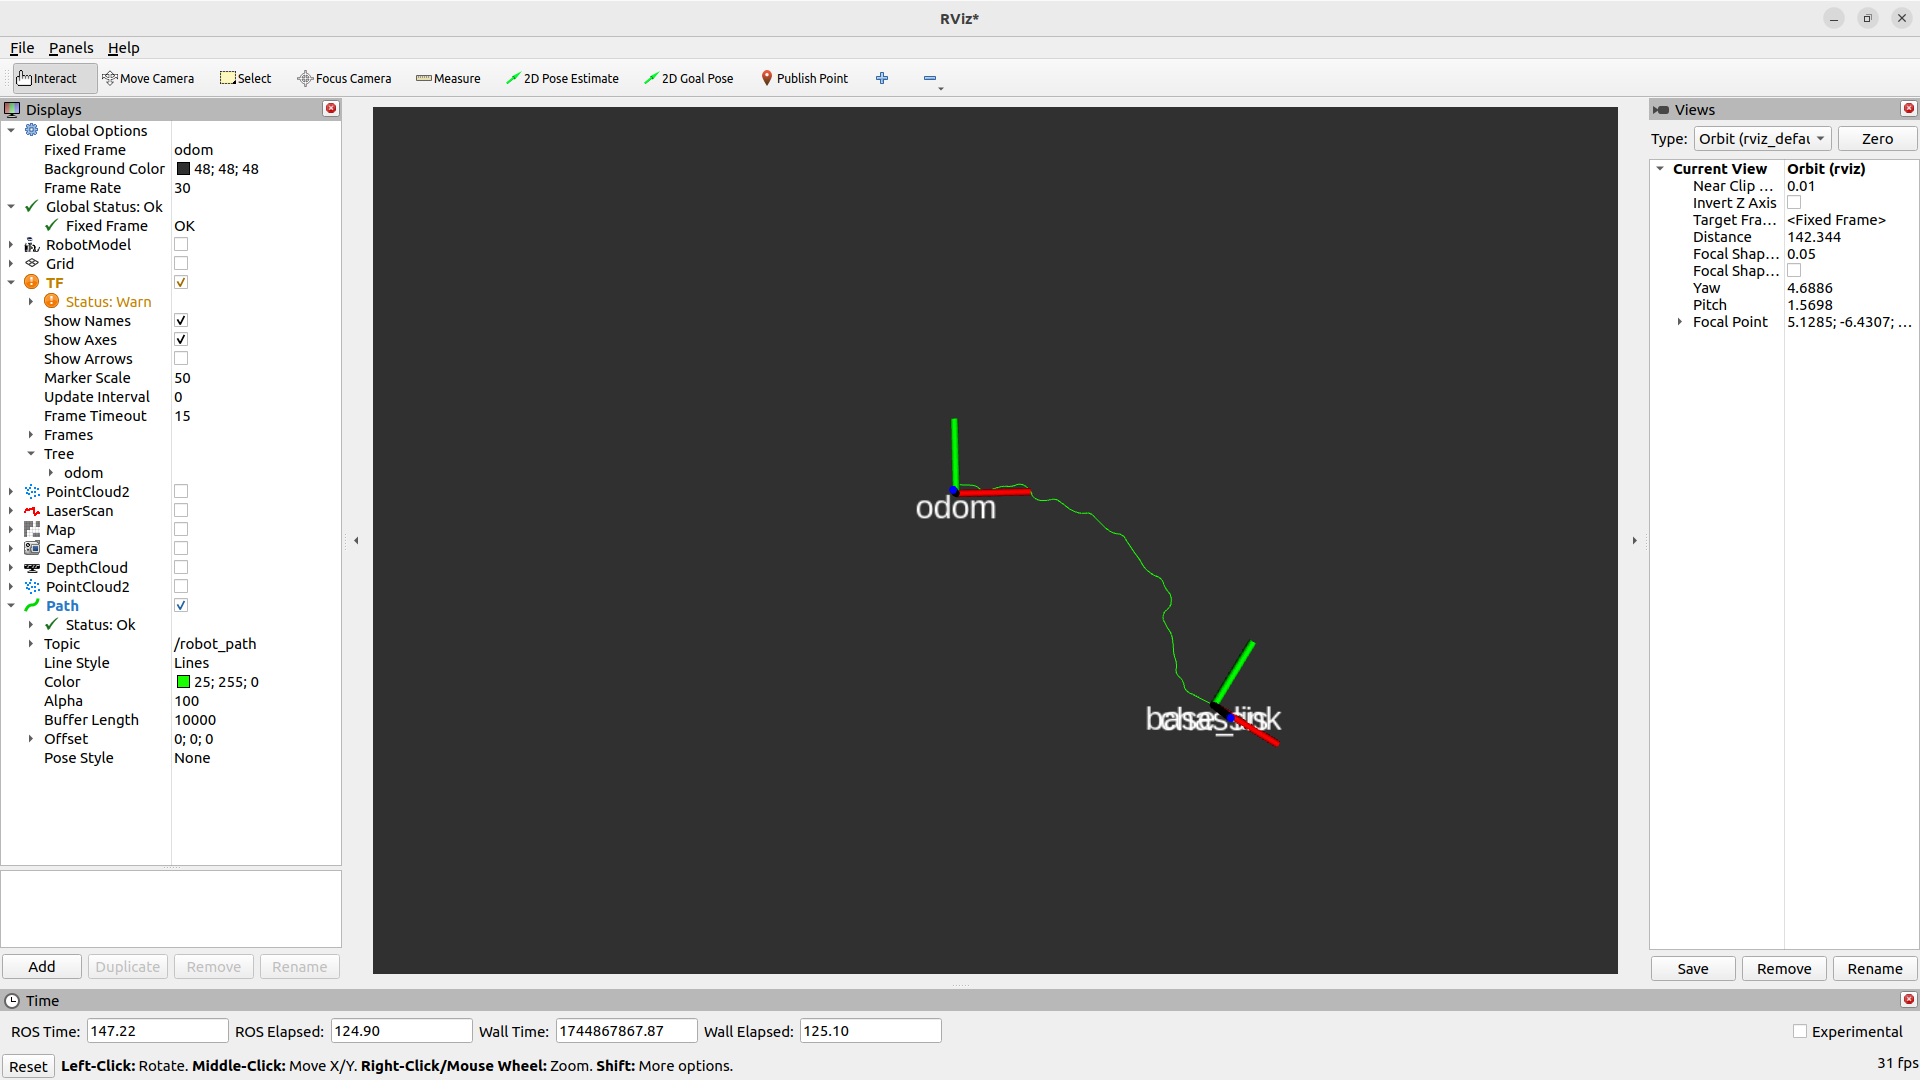 RViz*
File Panels Help
Interact Move Camera Select Focus Camera Measure 2D Pose Estimate 2D Goal Pose Publish Point
Displays
Global Options
Fixed Frame odom
Background Color 48; 48; 48
Frame Rate 30
Global Status: Ok
Fixed Frame OK
RobotModel
Grid
TF
Status: Warn
Show Names
Show Axes
Show Arrows
Marker Scale 50
Update Interval 0
Frame Timeout 15
Frames
Tree
odom
PointCloud2
LaserScan
Map
Camera
DepthCloud
PointCloud2
Path
Status: Ok
Topic /robot_path
Line Style Lines
Color 25; 255; 0
Alpha 100
Buffer Length 10000
Offset 0; 0; 0
Pose Style None
Add Duplicate Remove Rename
odom
Views
Type: Orbit (rviz_defau Zero
Current View Orbit (rviz)
Near Clip ... 0.01
Invert Z Axis
Target Fra... <Fixed Frame>
Distance 142.344
Focal Shap... 0.05
Focal Shap...
Yaw 4.6886
Pitch 1.5698
Focal Point 5.1285; -6.4307; ...
Save Remove Rename
Time
ROS Time: 147.22 ROS Elapsed: 124.90 Wall Time: 1744867867.87 Wall Elapsed: 125.10 Experimental
Reset Left-Click: Rotate. Middle-Click: Move X/Y. Right-Click/Mouse Wheel: Zoom. Shift: More options. 31 fps